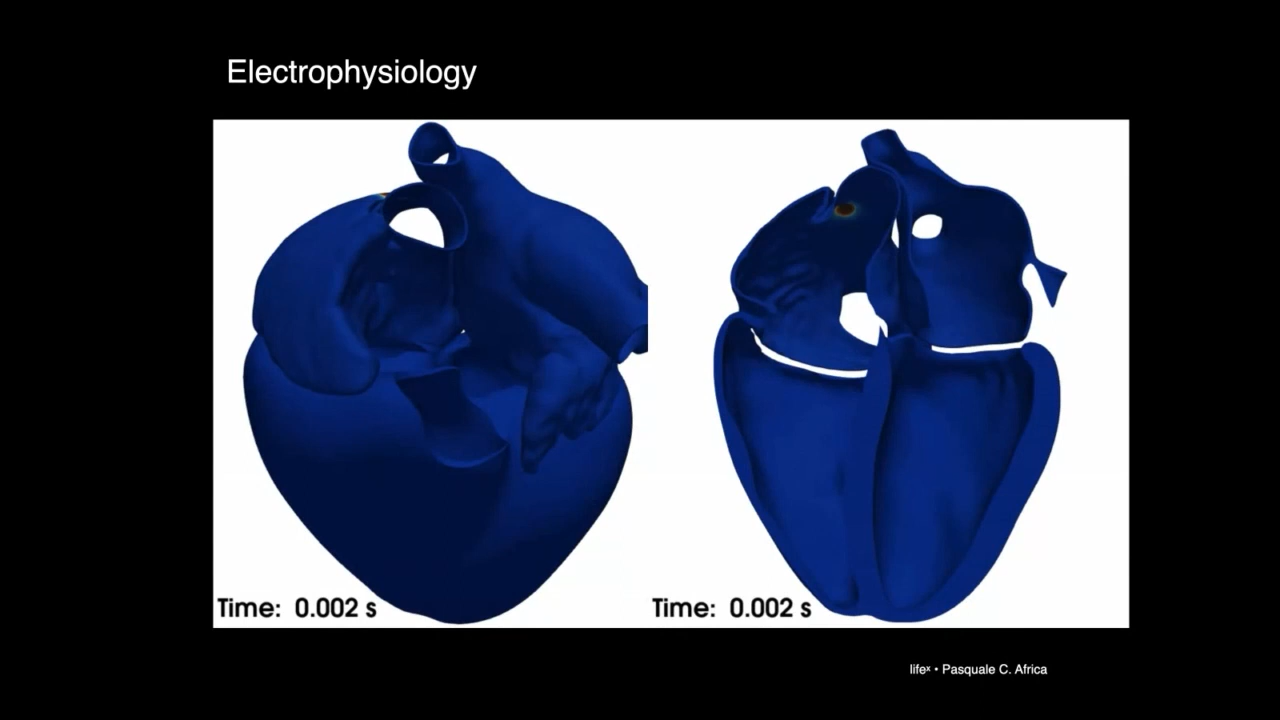 Electrophysiology
Time: 0.002 s
Time: 0.002 s
lifeˣ • Pasquale C. Africa